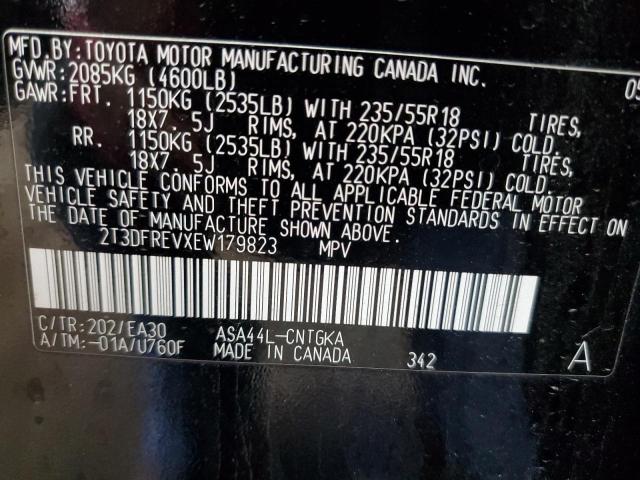 MFD.BY:TOYOTA MOTOR MANUFACTURING CANADA INC. 05
GVWR:2085KG (4600LB)
GAWR:FRT. 1150KG (2535LB) WITH 235/55R18 TIRES,
18X7. 5J RIMS, AT 220KPA (32PSI) COLD.
RR. 1150KG (2535LB) WITH 235/55R18 TIRES,
18X7. 5J RIMS, AT 220KPA (32PSI) COLD.
THIS VEHICLE CONFORMS TO ALL APPLICABLE FEDERAL MOTOR
VEHICLE SAFETY AND THEFT PREVENTION STANDARDS IN EFFECT ON
THE DATE OF MANUFACTURE SHOWN ABOVE.
2T3DFREVXEW179823 MPV
C/TR:202/EA30 ASA44L-CNTGKA
A/TM:-01A/U760F MADE IN CANADA 342 A